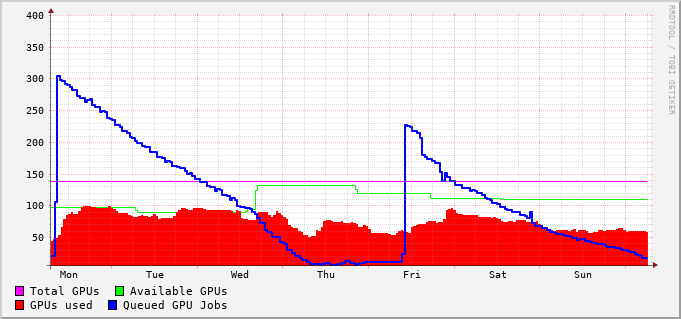 400
350
300
250
200
150
100
50
Mon Tue Wed Thu Fri Sat Sun
Total GPUs Available GPUs
GPUs used Queued GPU Jobs
RRDTOOL / TOBI OETIKER